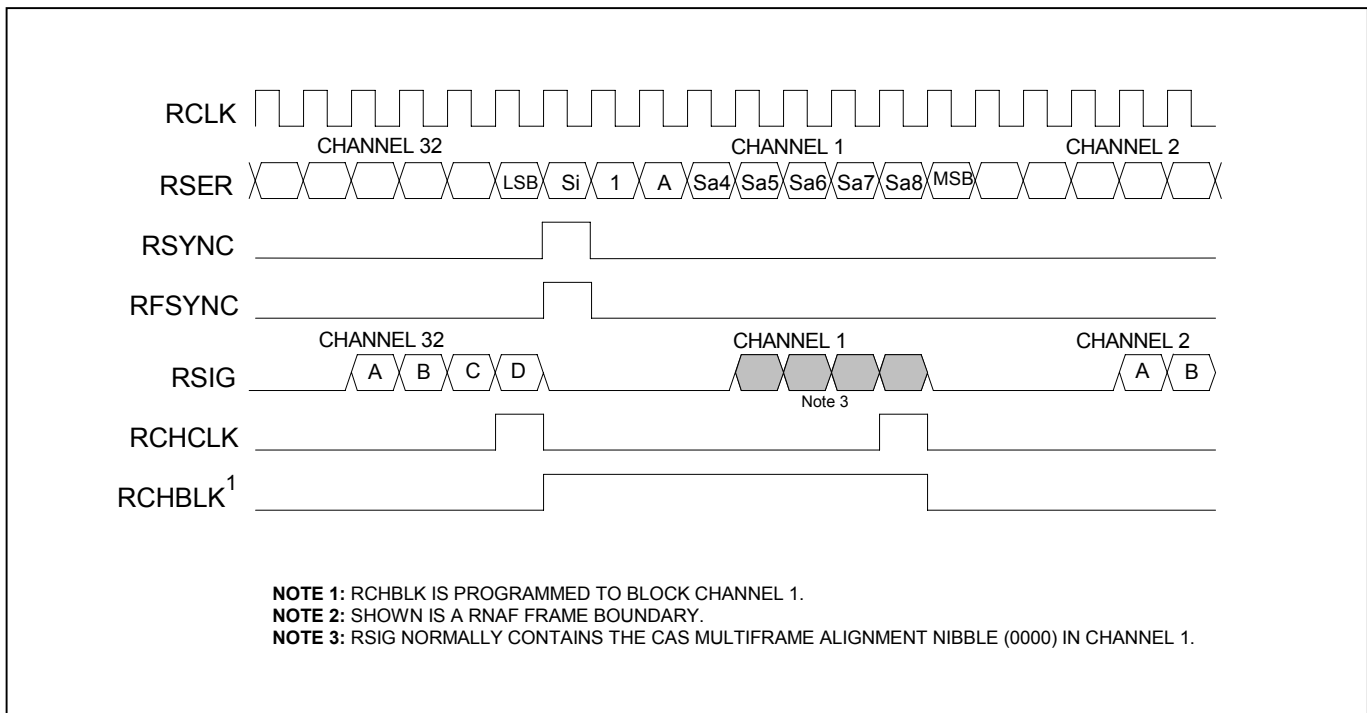 RCLK
CHANNEL 32 CHANNEL 1 CHANNEL 2
RSER LSB Si 1 A Sa4 Sa5 Sa6 Sa7 Sa8 MSB
RSYNC
RFSYNC
CHANNEL 32 CHANNEL 1 CHANNEL 2
RSIG A B C D A B
Note 3
RCHCLK
RCHBLK1
NOTE 1: RCHBLK IS PROGRAMMED TO BLOCK CHANNEL 1.
NOTE 2: SHOWN IS A RNAF FRAME BOUNDARY.
NOTE 3: RSIG NORMALLY CONTAINS THE CAS MULTIFRAME ALIGNMENT NIBBLE (0000) IN CHANNEL 1.